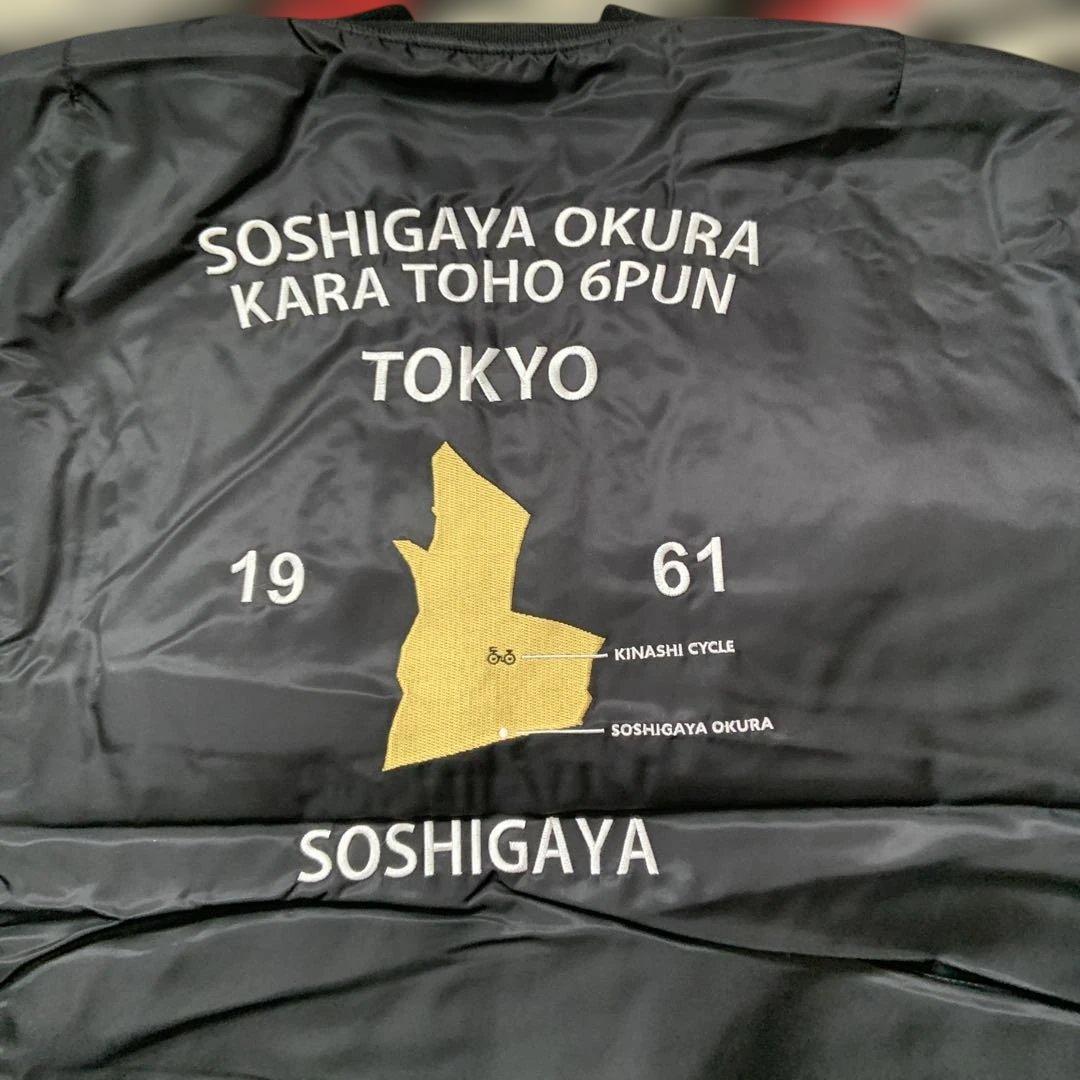 SOSHIGAYA OKURA
KARA TOHO 6PUN
TOKYO
19 61
KINASHI CYCLE
SOSHIGAYA OKURA
SOSHIGAYA